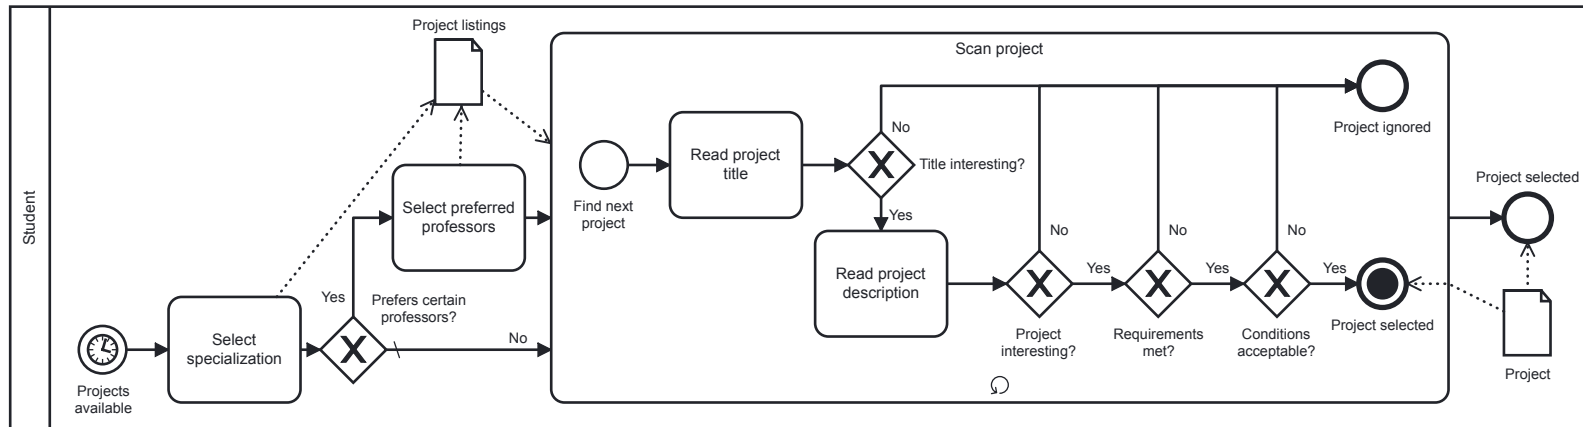 Student
Projects
available
Select
specialization
Yes
Prefers certain
professors?
No
Select preferred
professors
Project listings
Scan project
Find next
project
Read project
title
No
Title interesting?
Yes
Read project
description
No
Project
interesting?
Yes
No
Requirements
met?
Yes
No
Conditions
acceptable?
Yes
Project ignored
Project selected
Project selected
Project